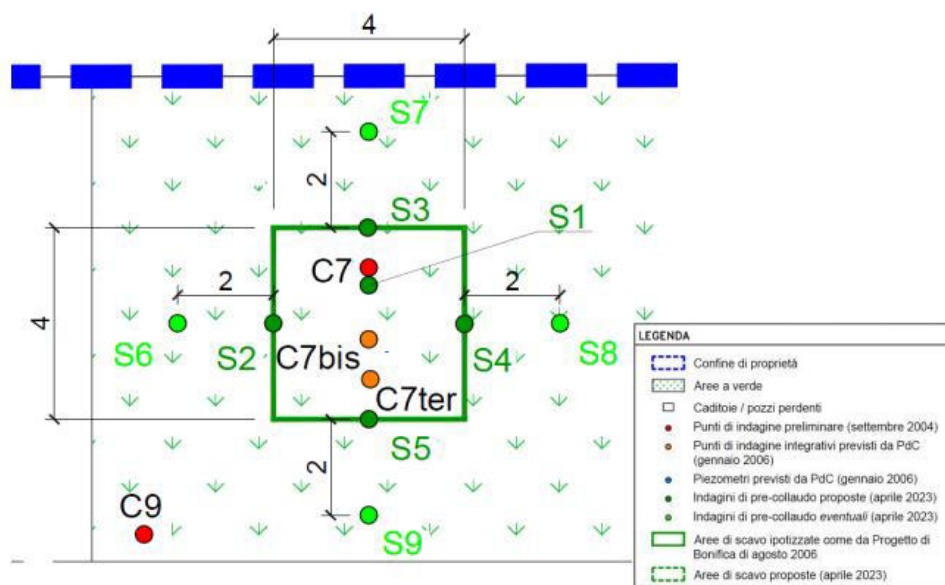 4
S7
2
S3
S1
C7
2
2
4
S6
S2
C7bis
S4
S8
C7ter
S5
2
C9
S9
LEGENDA
Confine di proprietà
Aree a verde
Caditoie / pozzi perdenti
Punti di indagine preliminare (settembre 2004)
Punti di indagine integrativi previsti da PdC
(gennaio 2006)
Piezometri previsti da PdC (gennaio 2006)
Indagini di pre-collaudo proposte (aprile 2023)
Indagini di pre-collaudo eventuali (aprile 2023)
Aree di scavo ipotizzate come da Progetto di
Bonifica di agosto 2006
Aree di scavo proposte (aprile 2023)